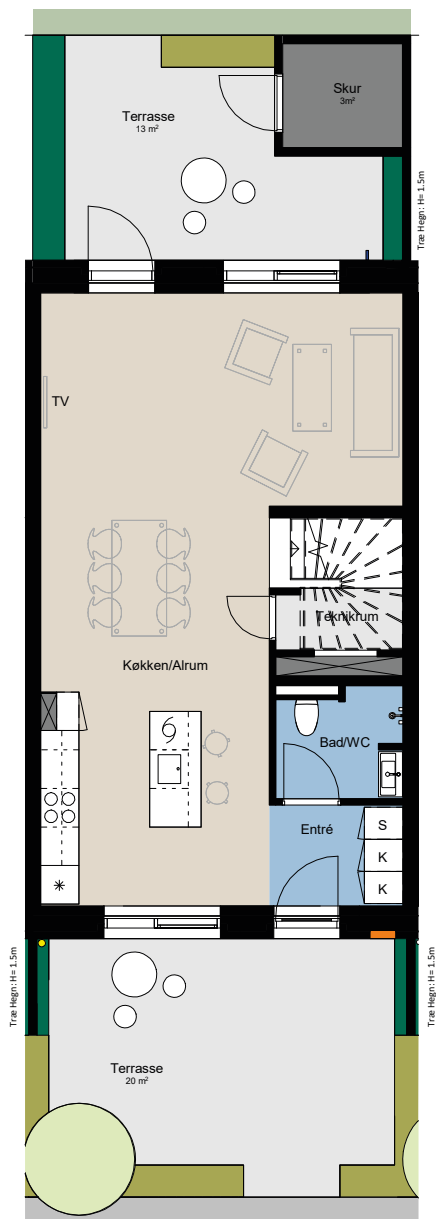 Skur
3m²
Terrasse
13 m²
Træ Hegn: H= 1.5m
TV
Teknikrum
Køkken/Alrum
Bad/WC
Entré
S
K
K
Træ Hegn: H= 1.5m
Træ Hegn: H= 1.5m
Terrasse
20 m²